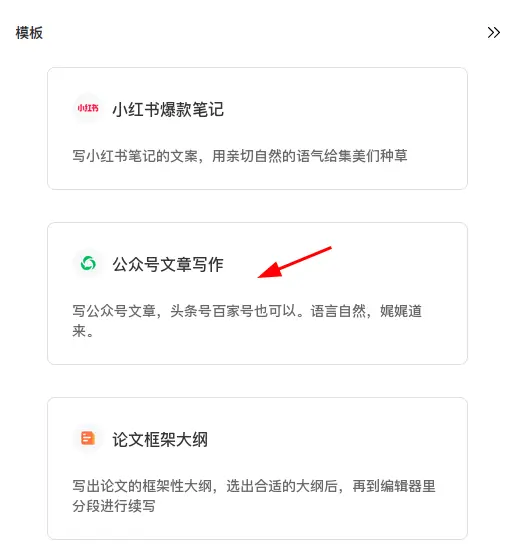 模板
小红书 小红书爆款笔记
写小红书笔记的文案，用亲切自然的语气给集美们种草
公众号文章写作
写公众号文章，头条号百家号也可以。语言自然，娓娓道
来。
论文框架大纲
写出论文的框架性大纲，选出合适的大纲后，再到编辑器里
分段进行续写